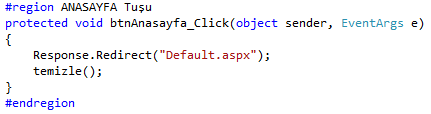 #region ANASAYFA Tuşu
protected void btnAnasayfa_Click(object sender, EventArgs e)
{
    Response.Redirect("Default.aspx");
    temizle();
}
#endregion